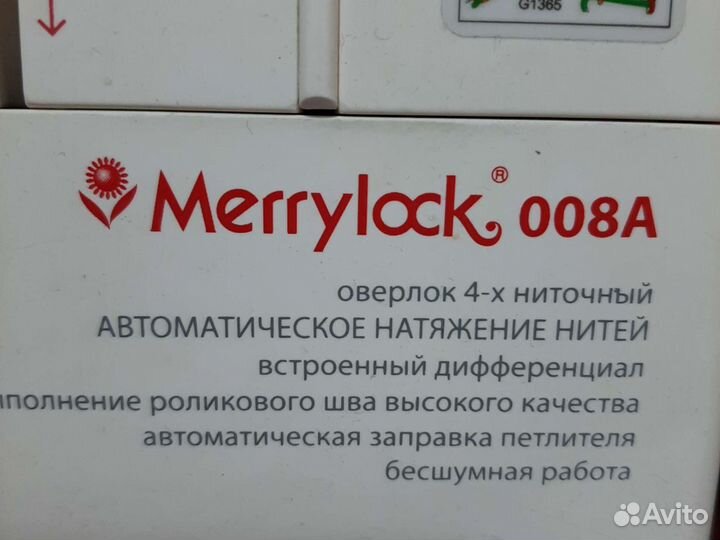 G1365
Merrylock® 008A
оверлок 4-х ниточный
АВТОМАТИЧЕСКОЕ НАТЯЖЕНИЕ НИТЕЙ
встроенный дифференциал
ыполнение роликового шва высокого качества
автоматическая заправка петлителя
бесшумная работа
Avito